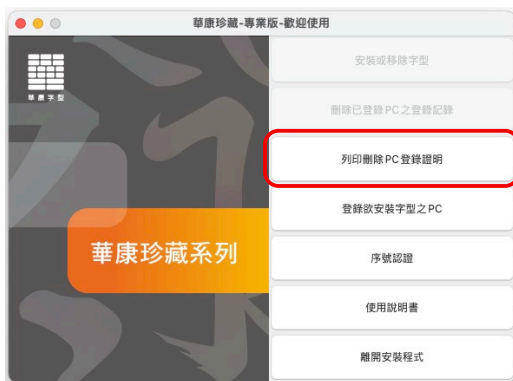 華康珍藏-專業版-歡迎使用
華康字型
華康珍藏系列
安裝或移除字型
刪除已登錄PC之登錄記錄
列印刪除PC登錄證明
登錄欲安裝字型之PC
序號認證
使用說明書
離開安裝程式